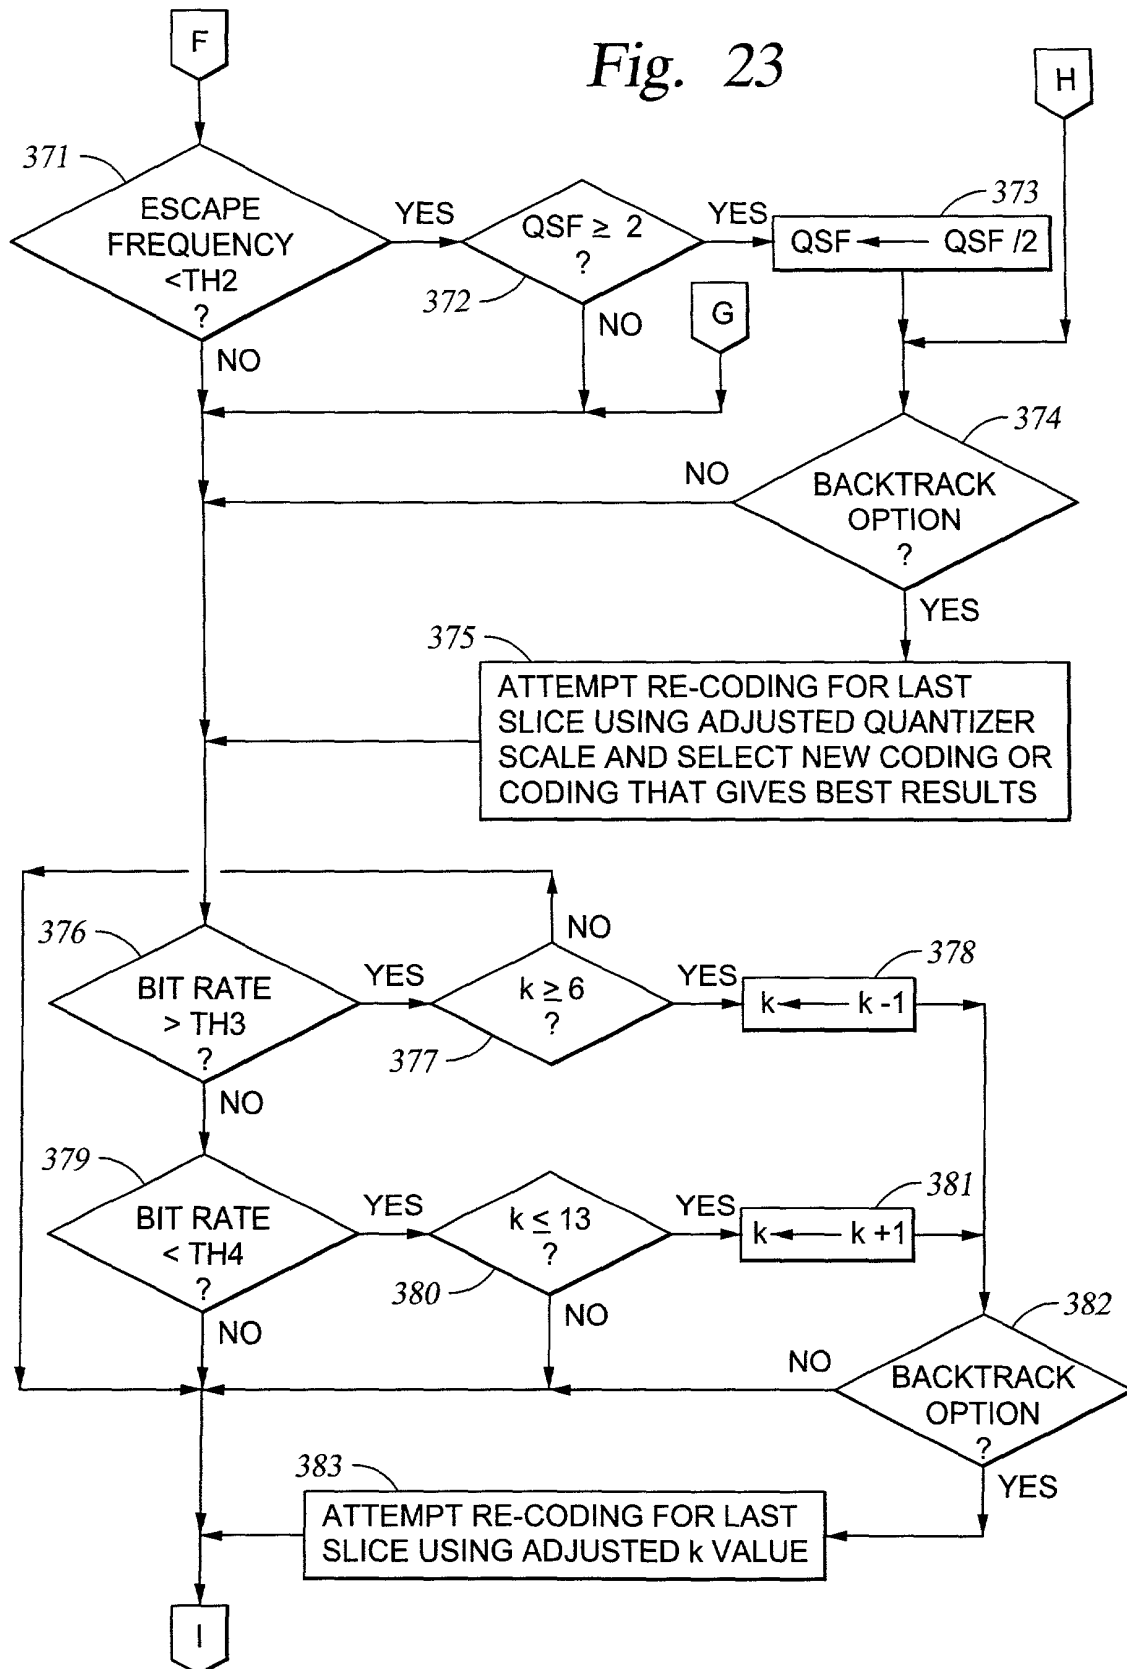 F
Fig. 23
H
371
ESCAPE
FREQUENCY
<TH2
?
YES
NO
QSF ≥ 2
?
372
YES
NO
373
QSF ← QSF /2
G
374
BACKTRACK
OPTION
?
NO
YES
375
ATTEMPT RE-CODING FOR LAST
SLICE USING ADJUSTED QUANTIZER
SCALE AND SELECT NEW CODING OR
CODING THAT GIVES BEST RESULTS
376
BIT RATE
> TH3
?
YES
NO
NO
k ≥ 6
?
377
YES
378
k ← k -1
379
BIT RATE
< TH4
?
YES
NO
k ≤ 13
?
380
YES
NO
381
k ← k +1
382
BACKTRACK
OPTION
?
NO
YES
383
ATTEMPT RE-CODING FOR LAST
SLICE USING ADJUSTED k VALUE
I